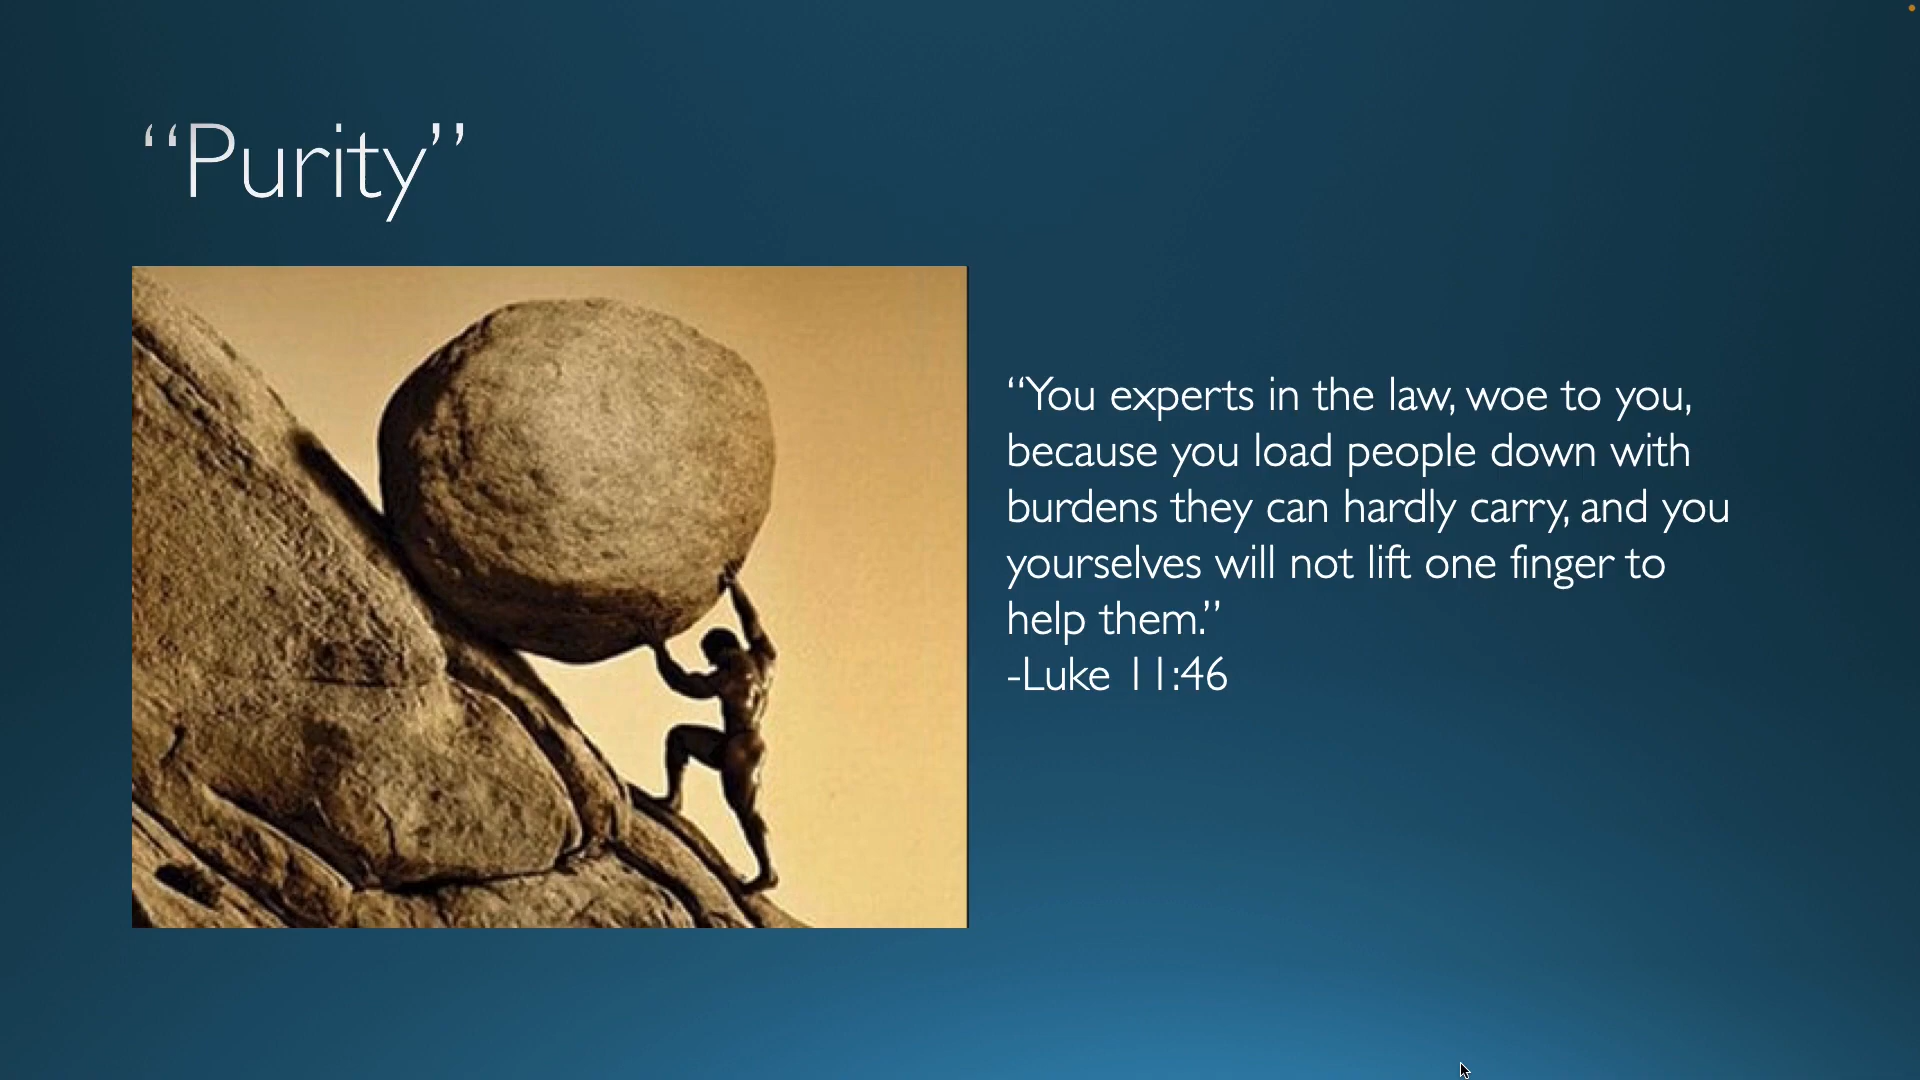 “Purity”
“You experts in the law, woe to you,
because you load people down with
burdens they can hardly carry, and you
yourselves will not lift one finger to
help them.”
-Luke 11:46